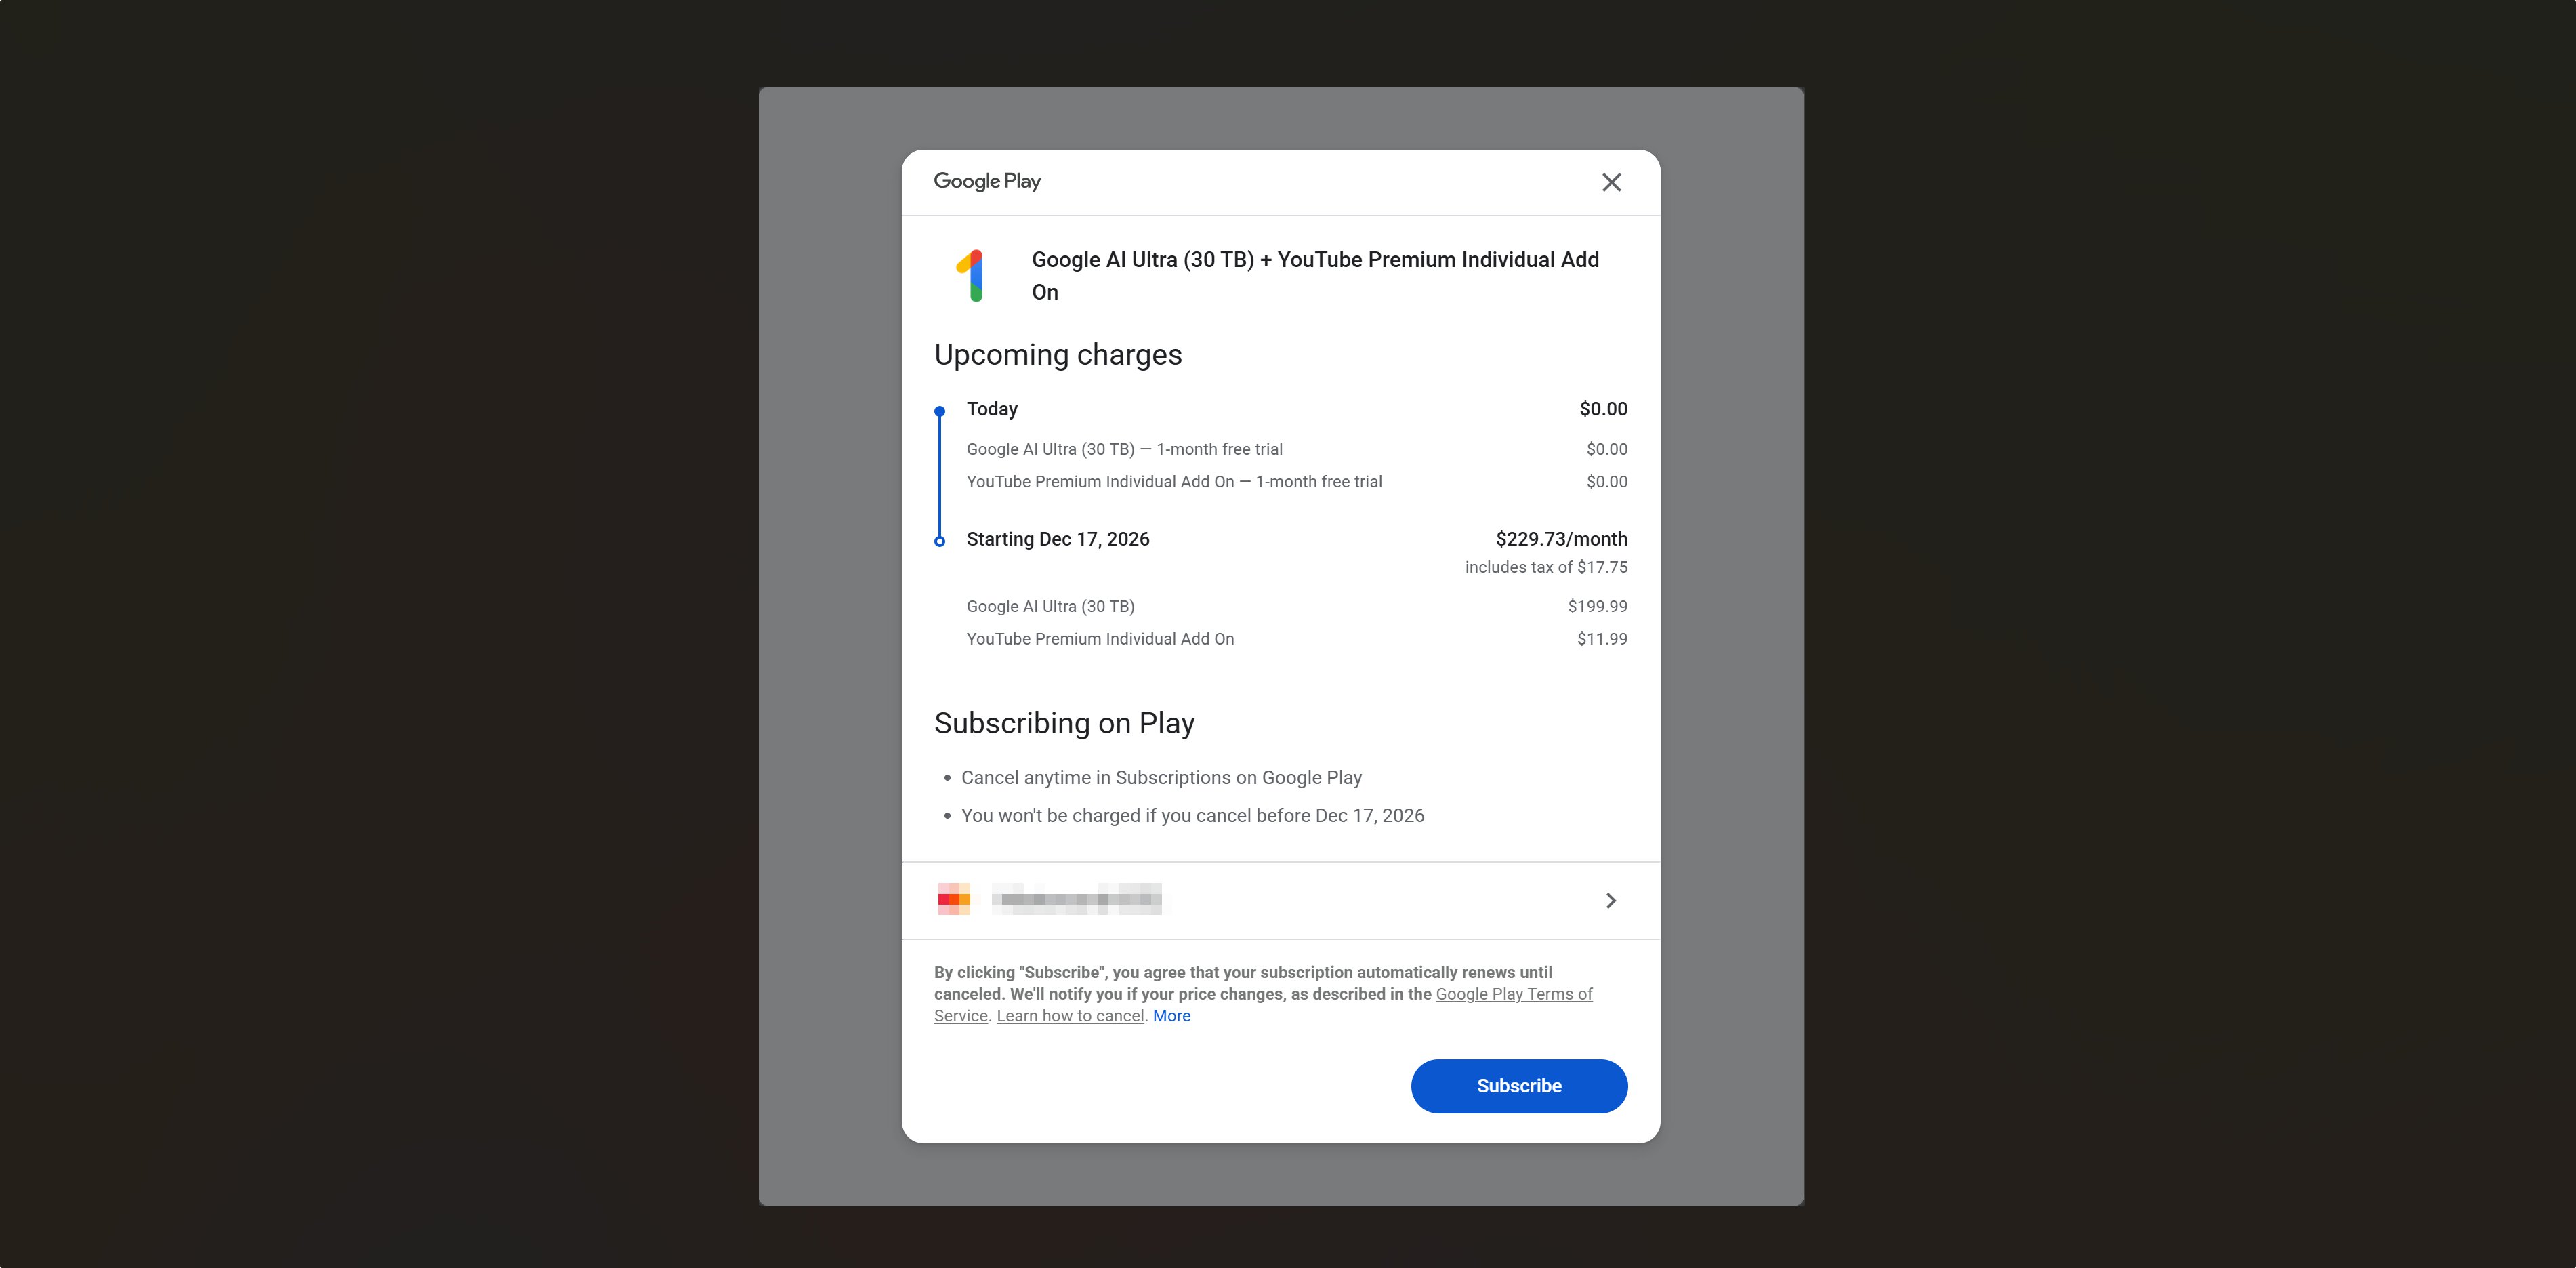 Google Play
Google AI Ultra (30 TB) + YouTube Premium Individual Add
On
Upcoming charges
Today $0.00
Google AI Ultra (30 TB) — 1-month free trial $0.00
YouTube Premium Individual Add On — 1-month free trial $0.00
Starting Dec 17, 2026 $229.73/month
includes tax of $17.75
Google AI Ultra (30 TB) $199.99
YouTube Premium Individual Add On $11.99
Subscribing on Play
• Cancel anytime in Subscriptions on Google Play
• You won't be charged if you cancel before Dec 17, 2026
By clicking "Subscribe", you agree that your subscription automatically renews until
canceled. We'll notify you if your price changes, as described in the Google Play Terms of
Service. Learn how to cancel. More
Subscribe